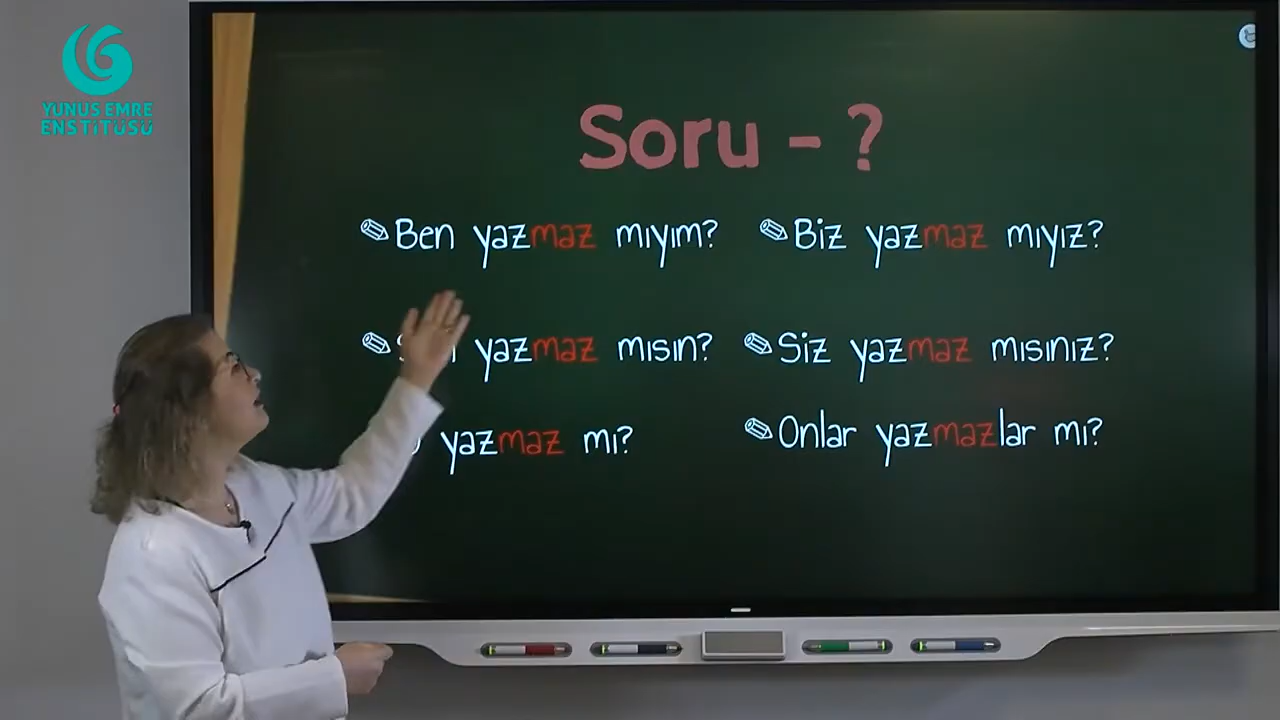 YUNUS EMRE
ENSTİTÜSÜ
Soru - ?
Ben yazmaz mıyım?
Biz yazmaz mıyız?
yazmaz mısın?
Siz yazmaz mısınız?
yazmaz mı?
Onlar yazmazlar mı?